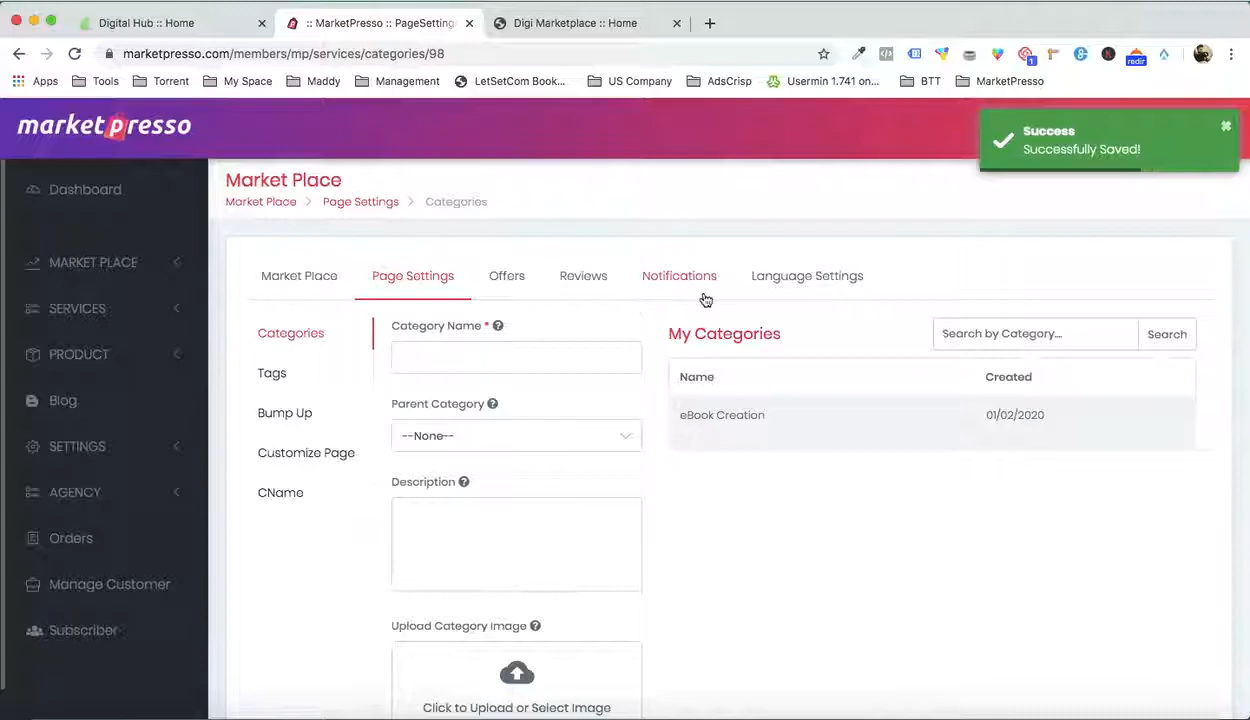 Digital Hub :: Home
:: MarketPresso :: PageSetting
Digi Marketplace :: Home
marketpresso.com/members/mp/services/categories/98
1
redir
Apps
Tools
Torrent
My Space
Maddy
Management
LetSetCom Book...
US Company
AdsCrisp
Usermin 1.741 on...
BTT
MarketPresso
marketpresso
Success
Successfully Saved!
Dashboard
MARKET PLACE
SERVICES
PRODUCT
Blog
SETTINGS
AGENCY
Orders
Manage Customer
Subscriber
Market Place
Market Place > Page Settings > Categories
Market Place
Page Settings
Offers
Reviews
Notifications
Language Settings
Categories
Tags
Bump Up
Customize Page
CName
Category Name *
Parent Category
--None--
Description
Upload Category Image
Click to Upload or Select Image
My Categories
Search by Category...
Search
Name Created
eBook Creation 01/02/2020